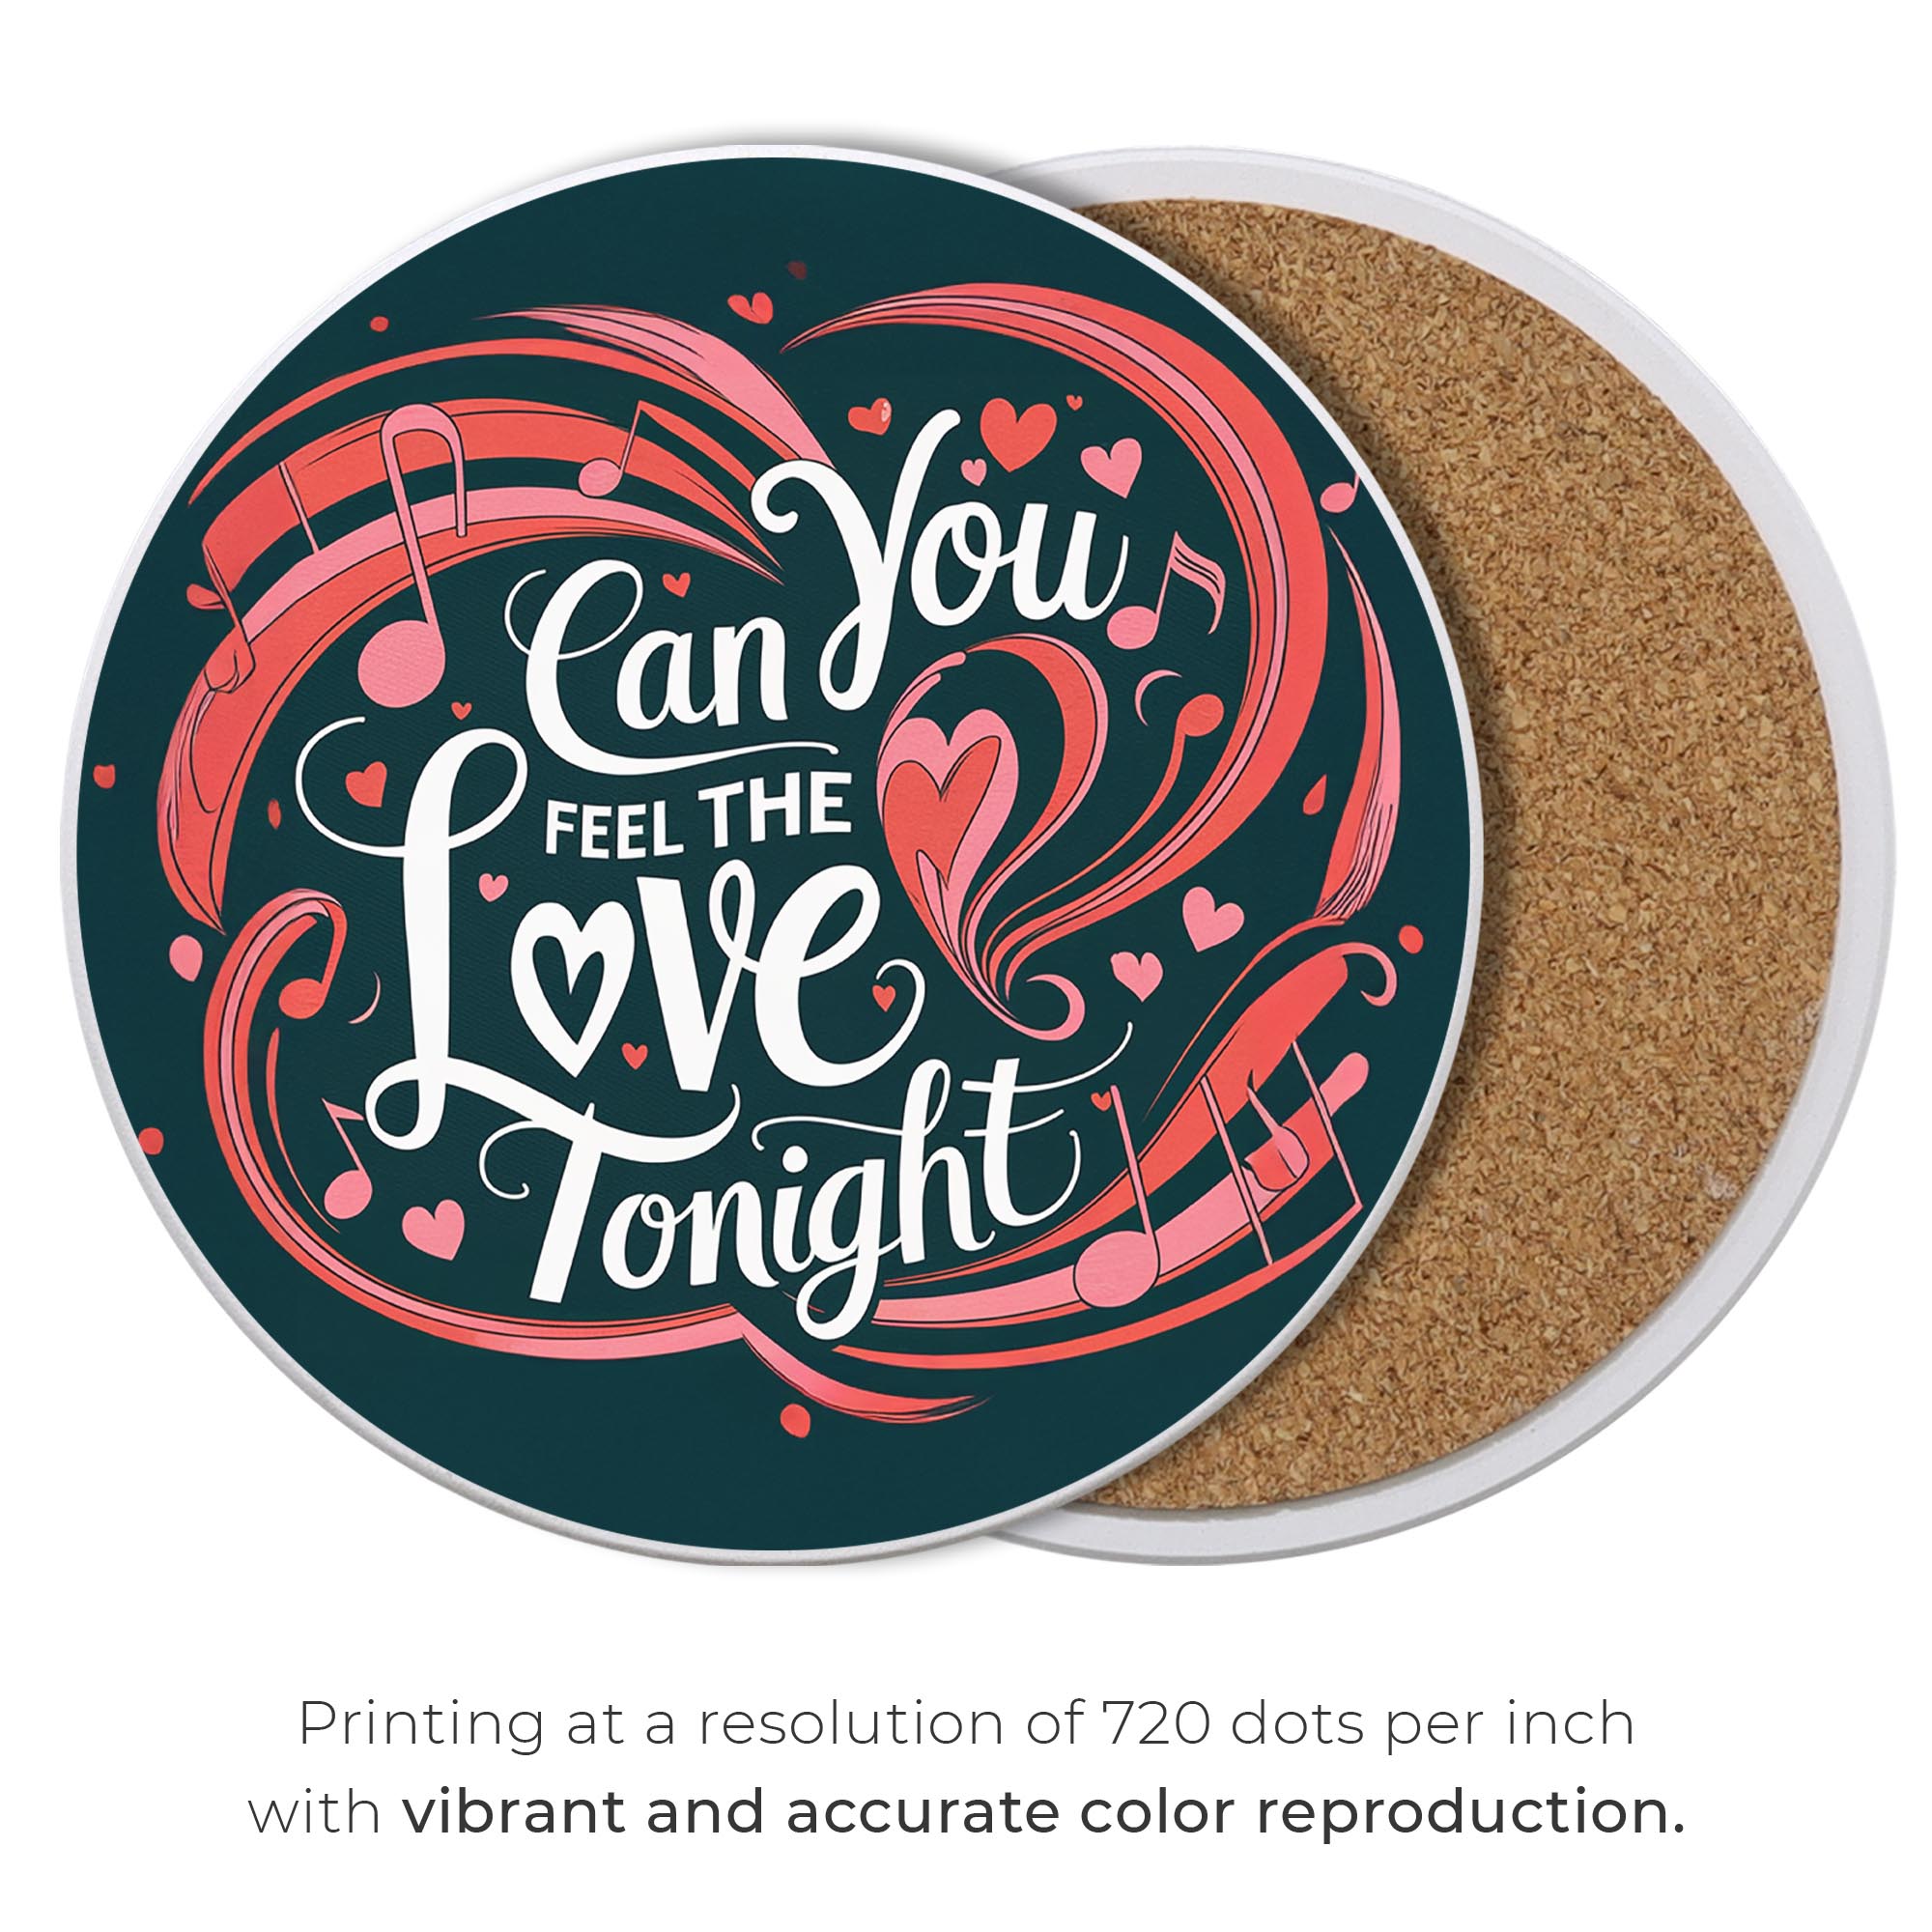 Can You
FEEL THE
Love
Tonight
Printing at a resolution of 720 dots per inch
with vibrant and accurate color reproduction.